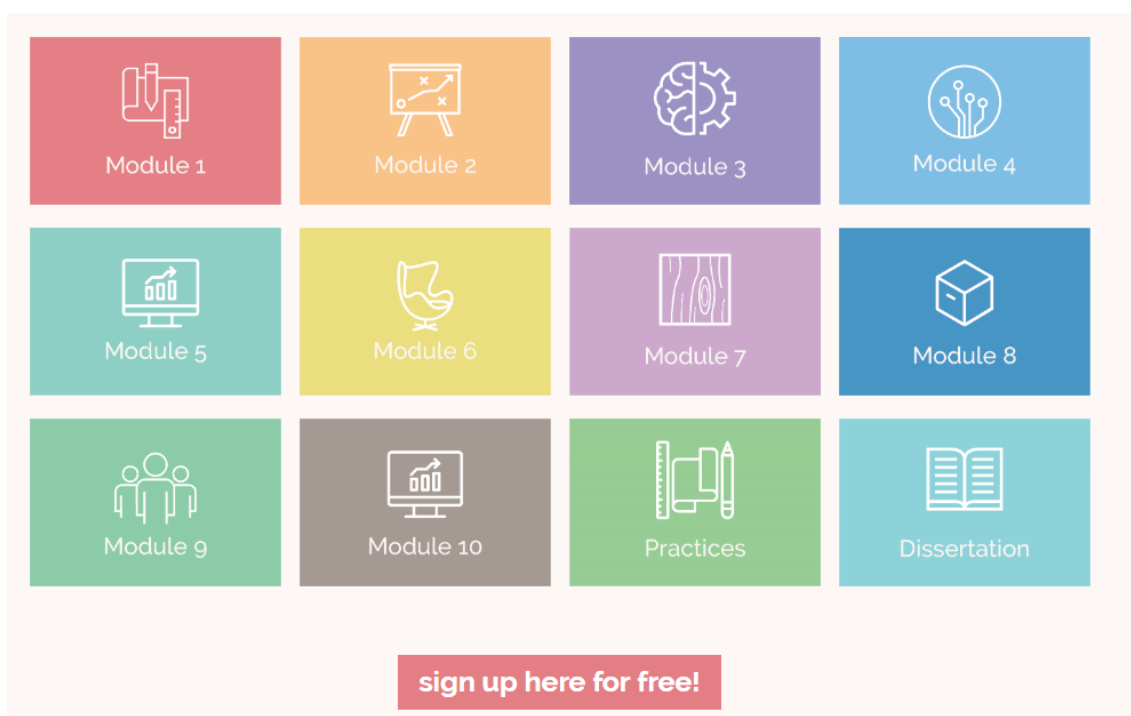 Module 1
Module 2
Module 3
Module 4
Module 5
Module 6
Module 7
Module 8
Module 9
Module 10
Practices
Dissertation
sign up here for free!